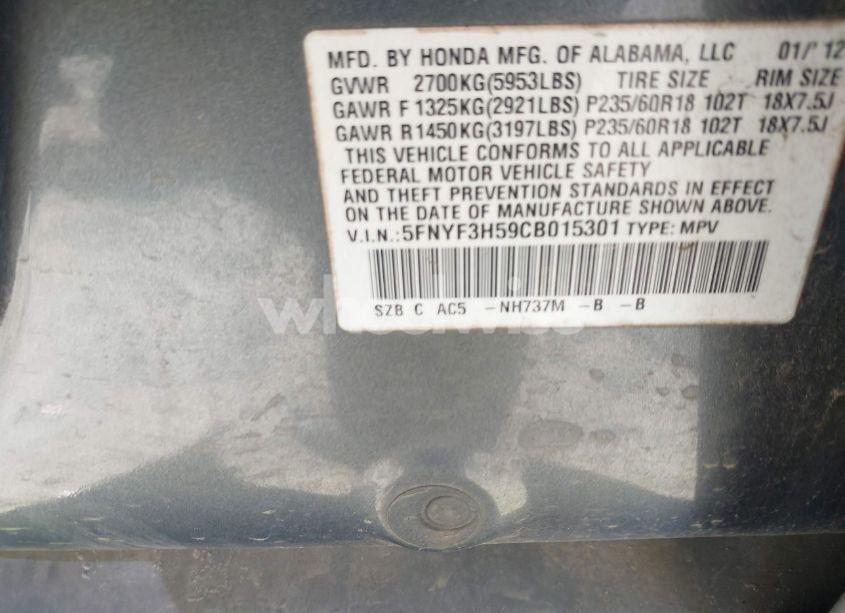 MFD. BY HONDA MFG. OF ALABAMA, LLC 01/ 12
GVWR 2700KG(5953LBS) TIRE SIZE RIM SIZE
GAWR F1325KG(2921LBS) P235/60R18 102T 18X7.5J
GAWR R1450KG(3197LBS) P235/60R18 102T 18X7.5J
THIS VEHICLE CONFORMS TO ALL APPLICABLE
FEDERAL MOTOR VEHICLE SAFETY
AND THEFT PREVENTION STANDARDS IN EFFECT
ON THE DATE OF MANUFACTURE SHOWN ABOVE.
V.I.N.:5FNYF3H59CB015301 TYPE: MPV
SZB C AC5 -NH737M -B -B